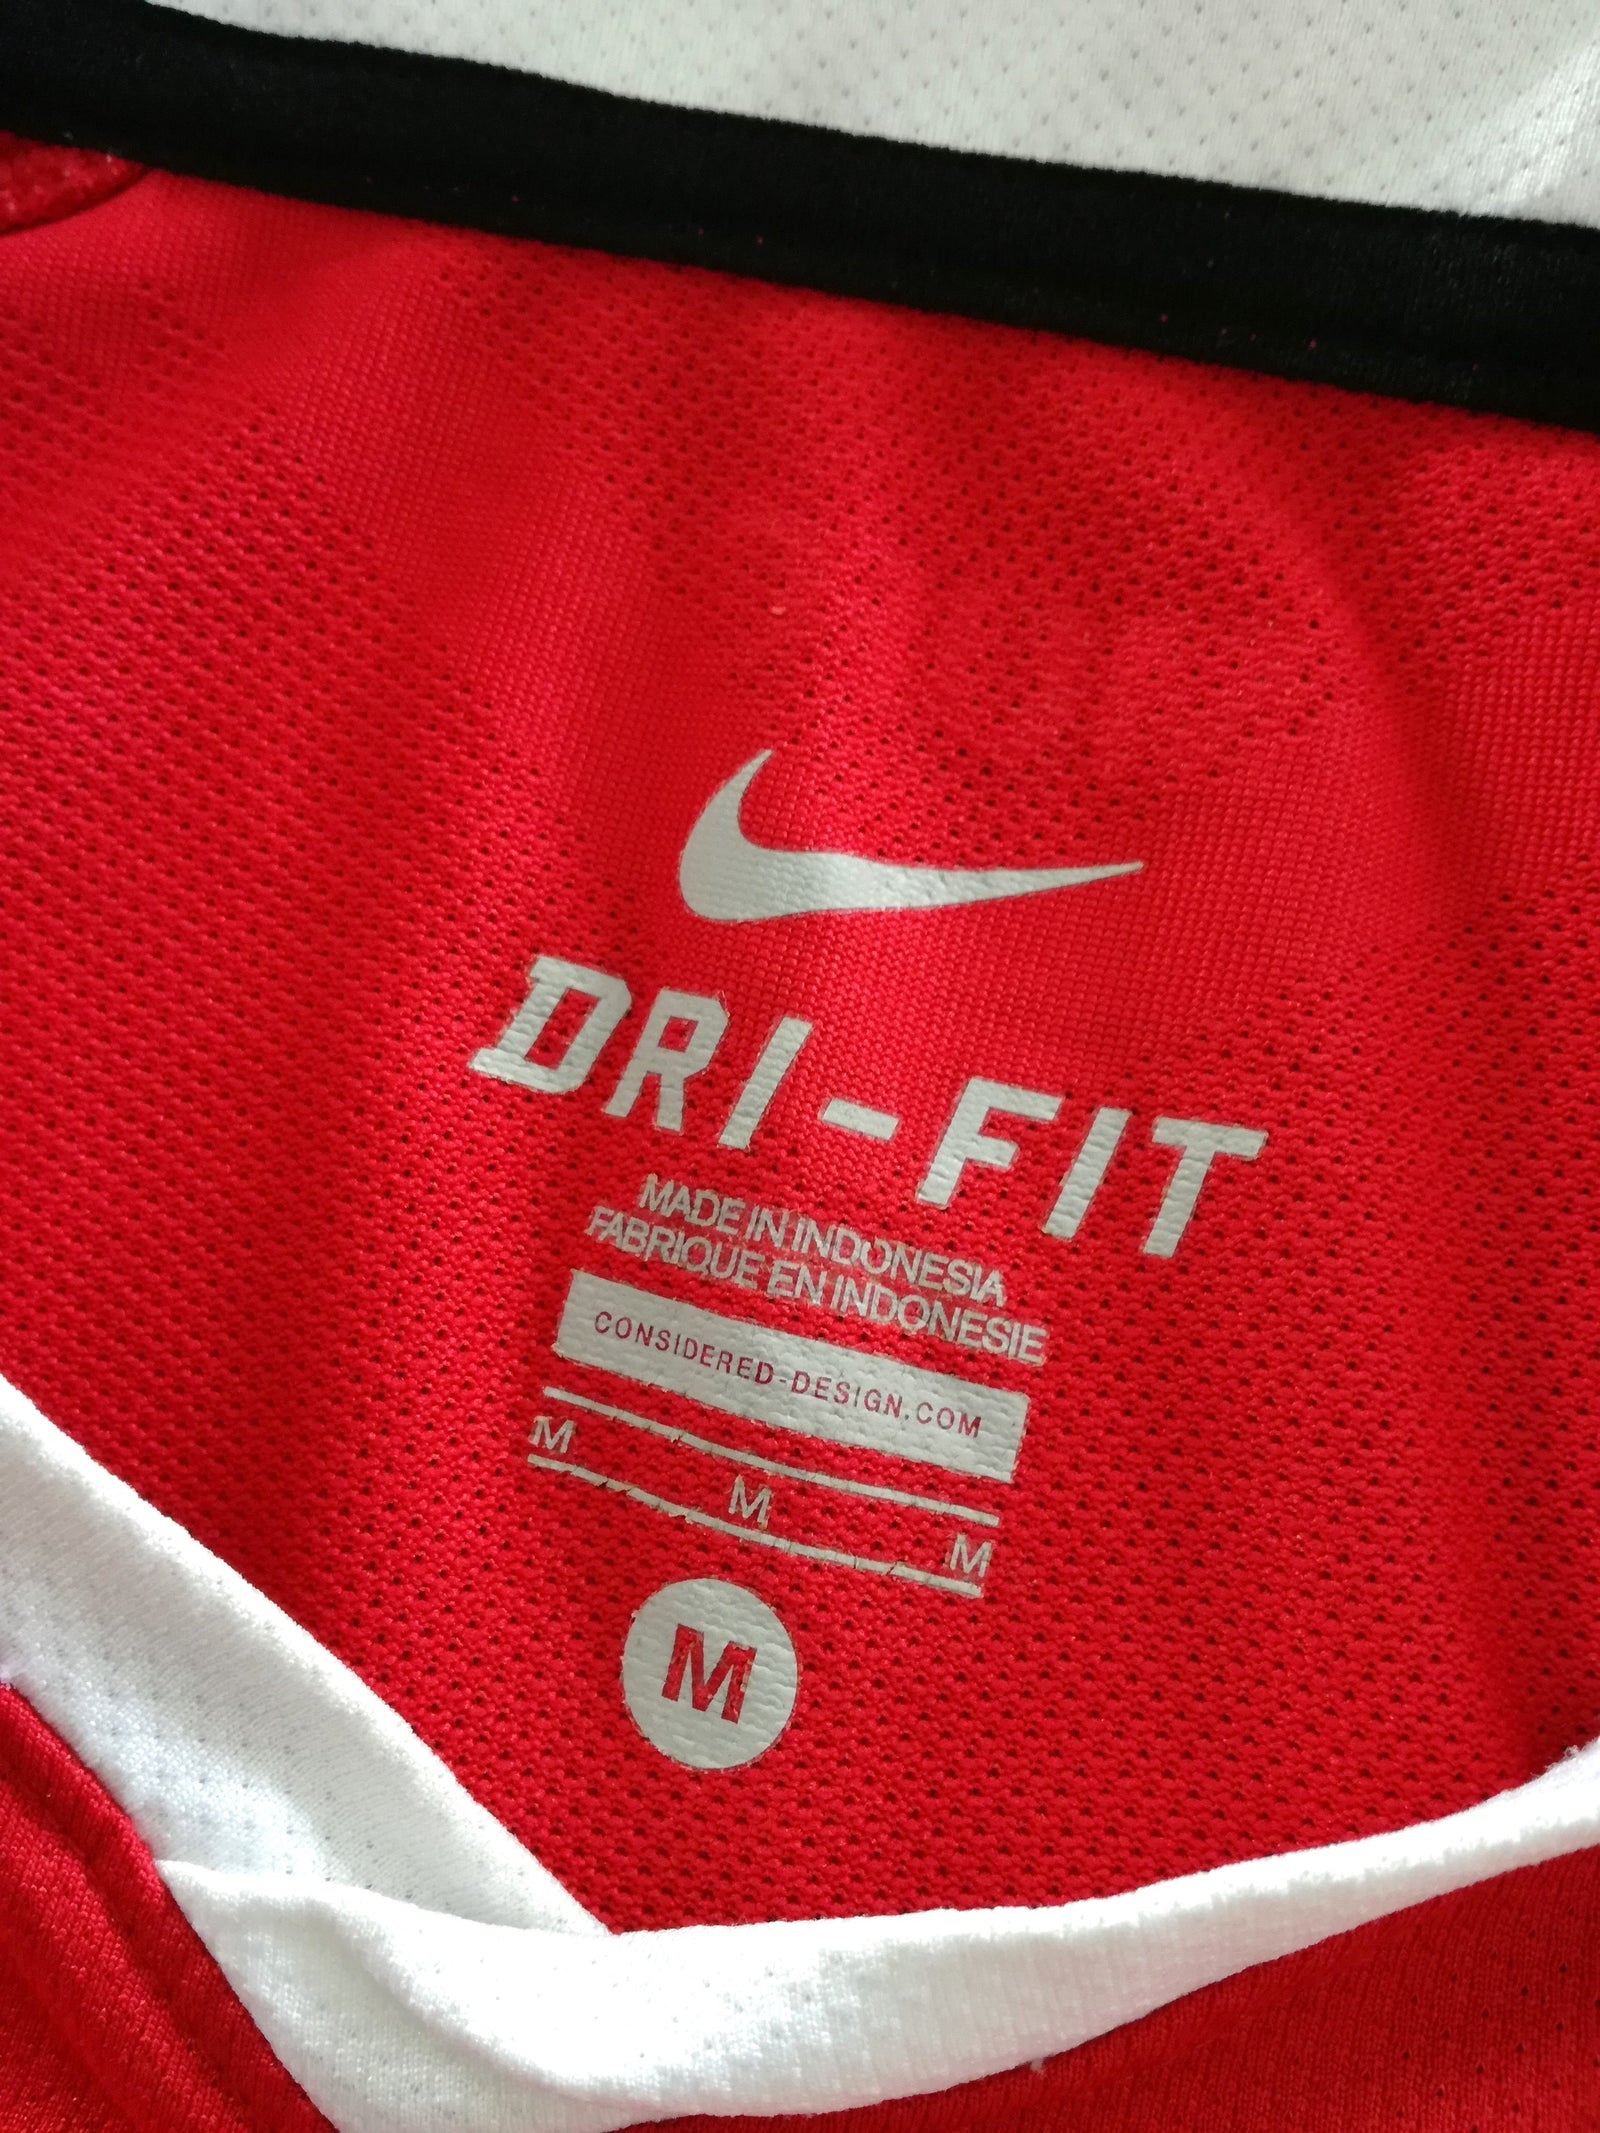 DRI-FIT
MADE IN INDONESIA
FABRIQUE EN INDONESIE
CONSIDERED-DESIGN.COM
M M M
M